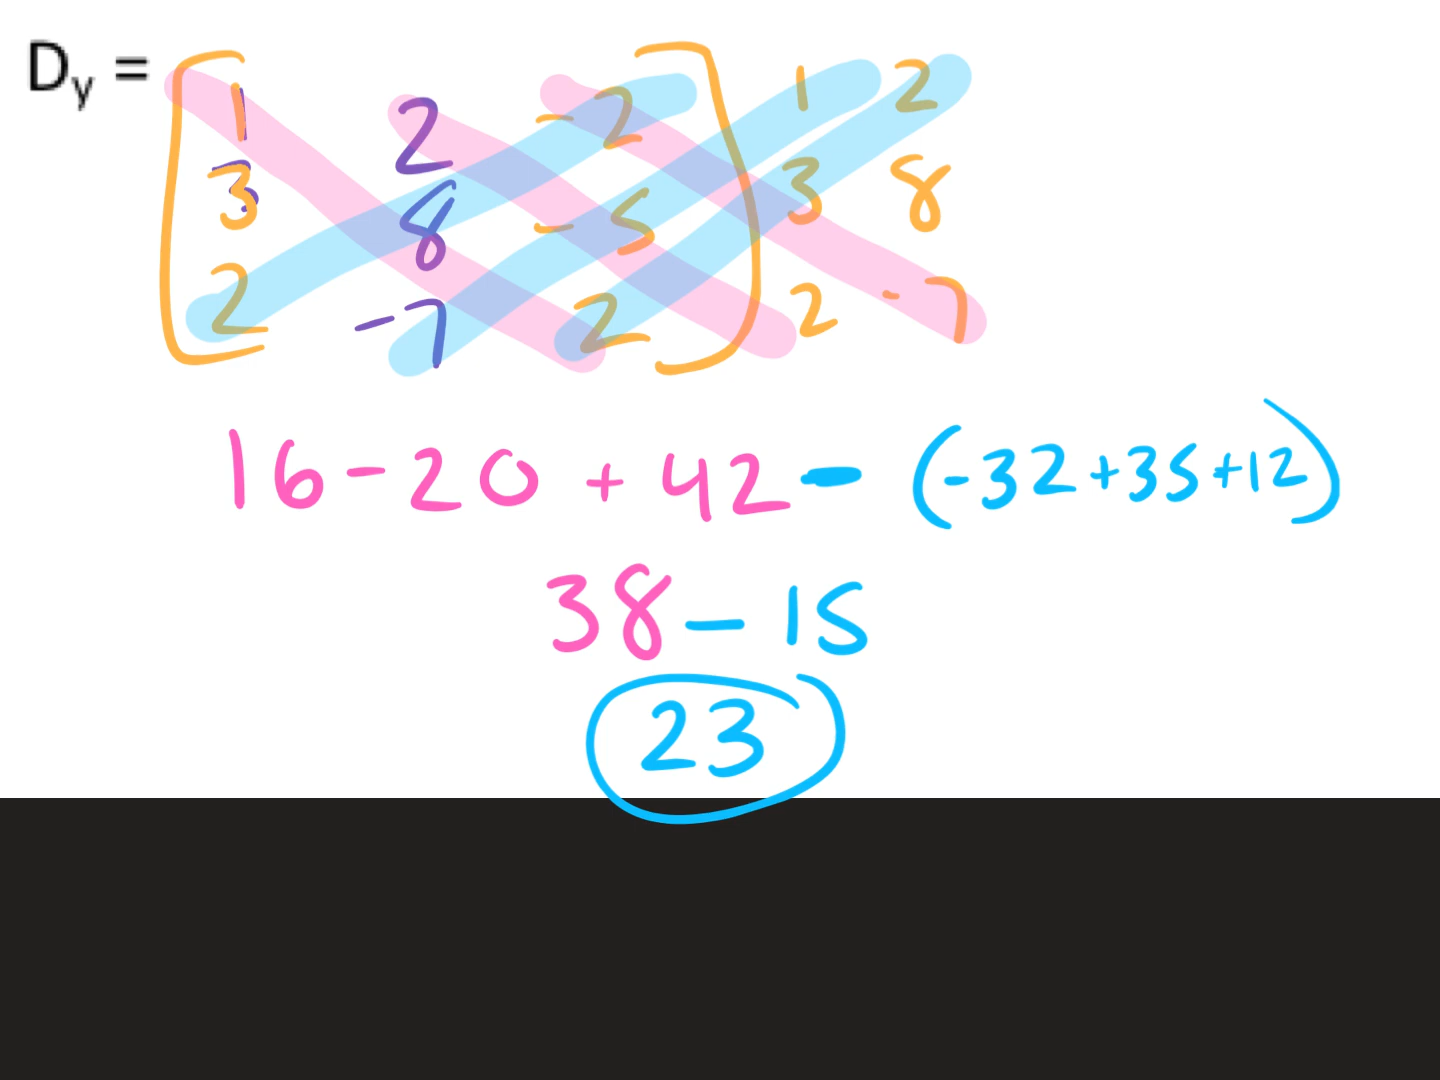 D_y = [ 1 2 -2 ] 1 2
3 8 -5 3 8
2 -7 2 2 -7
16 - 20 + 42 - (-32 + 35 + 12)
38 - 15
23